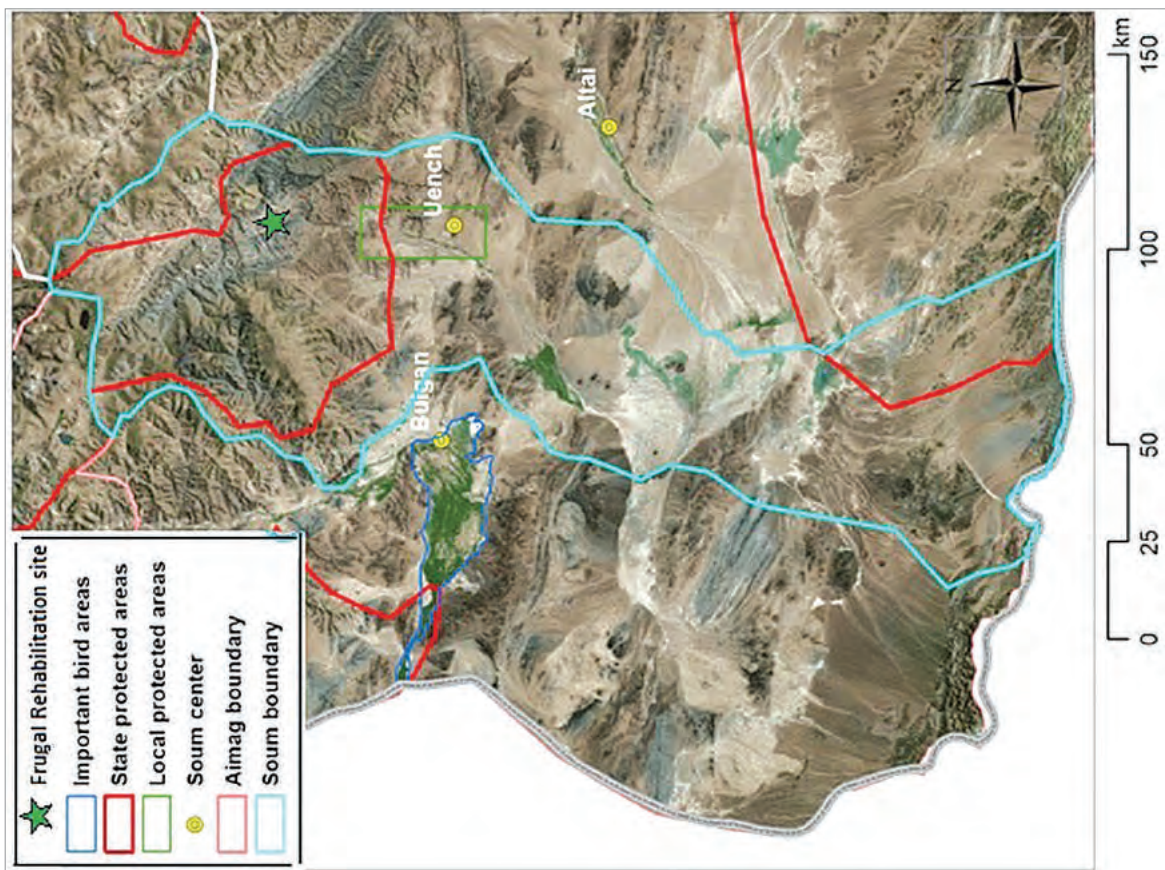 Frugal Rehabilitation site
Important bird areas
State protected areas
Local protected areas
Soum center
Aimag boundary
Soum boundary
Bulgan
Uench
Altai
N
0 25 50 100 150
km